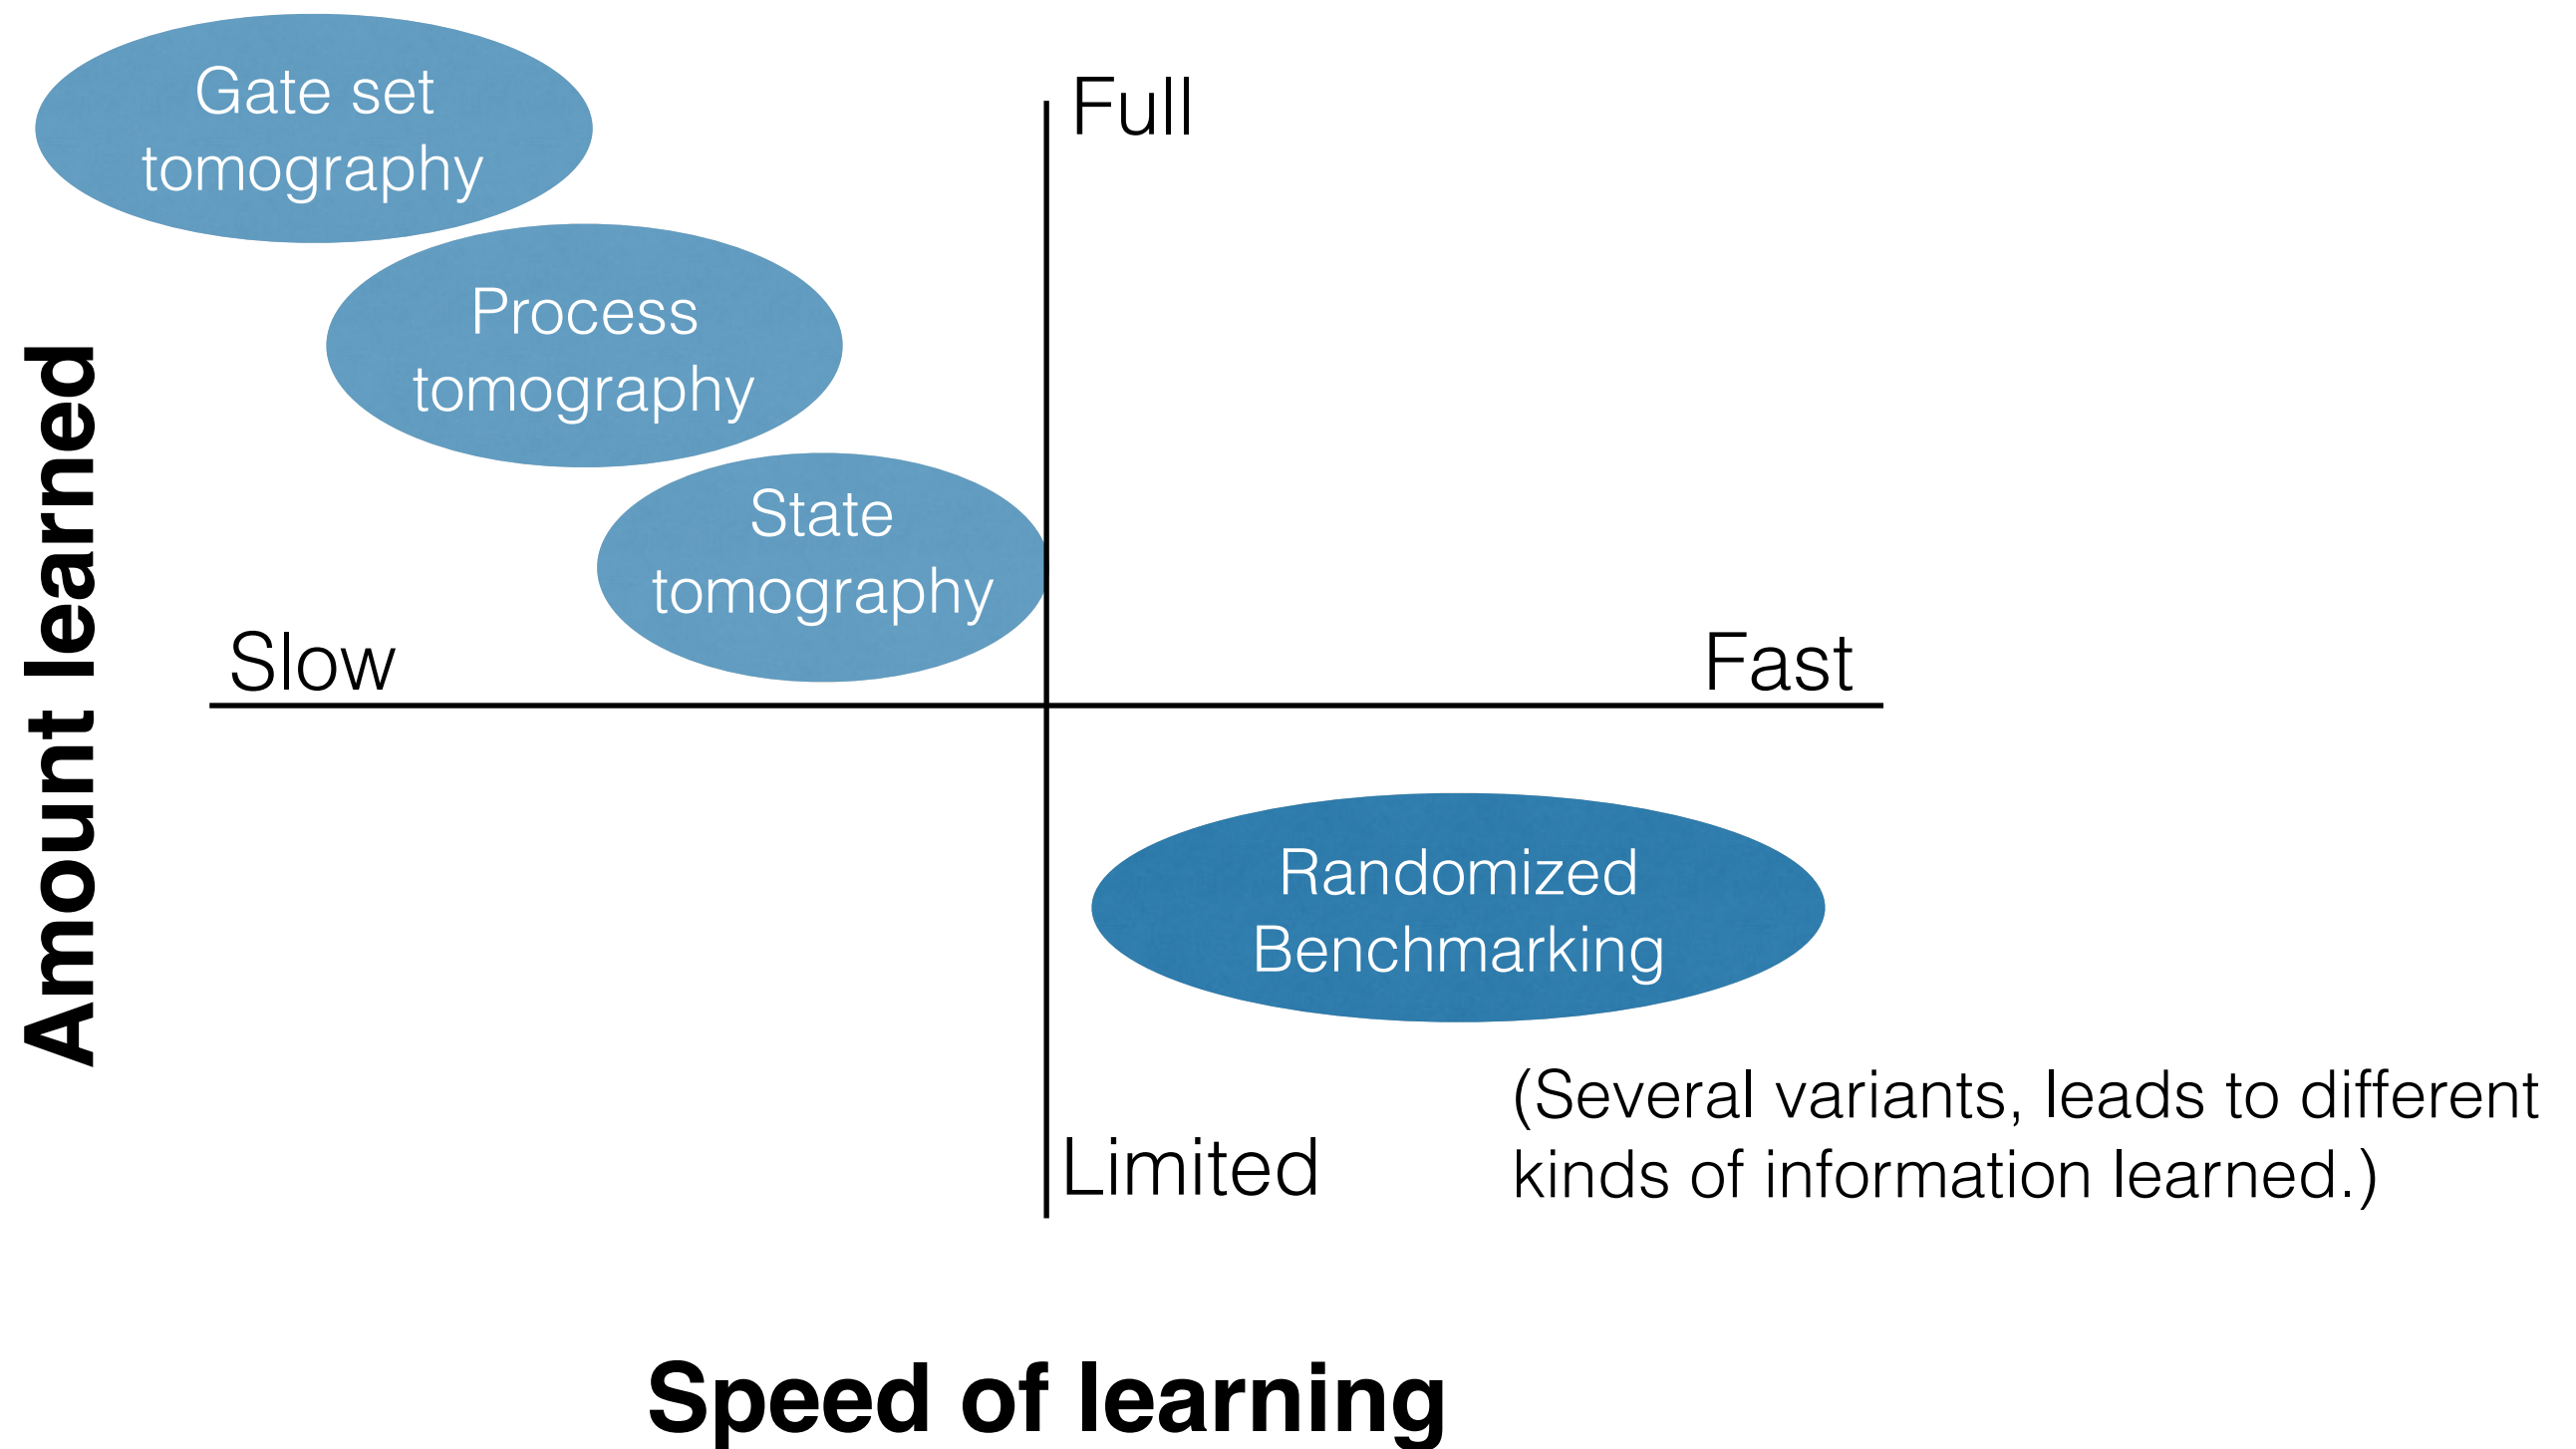 Gate set
tomography
Full
Process
tomography
State
tomography
Slow
Fast
Amount learned
Randomized
Benchmarking
Limited
(Several variants, leads to different
kinds of information learned.)
Speed of learning